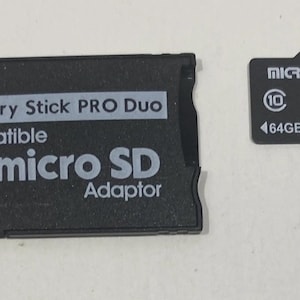 ry Stick PRO Duo
atible
micro SD
Adaptor
MICR
10
◀64GB